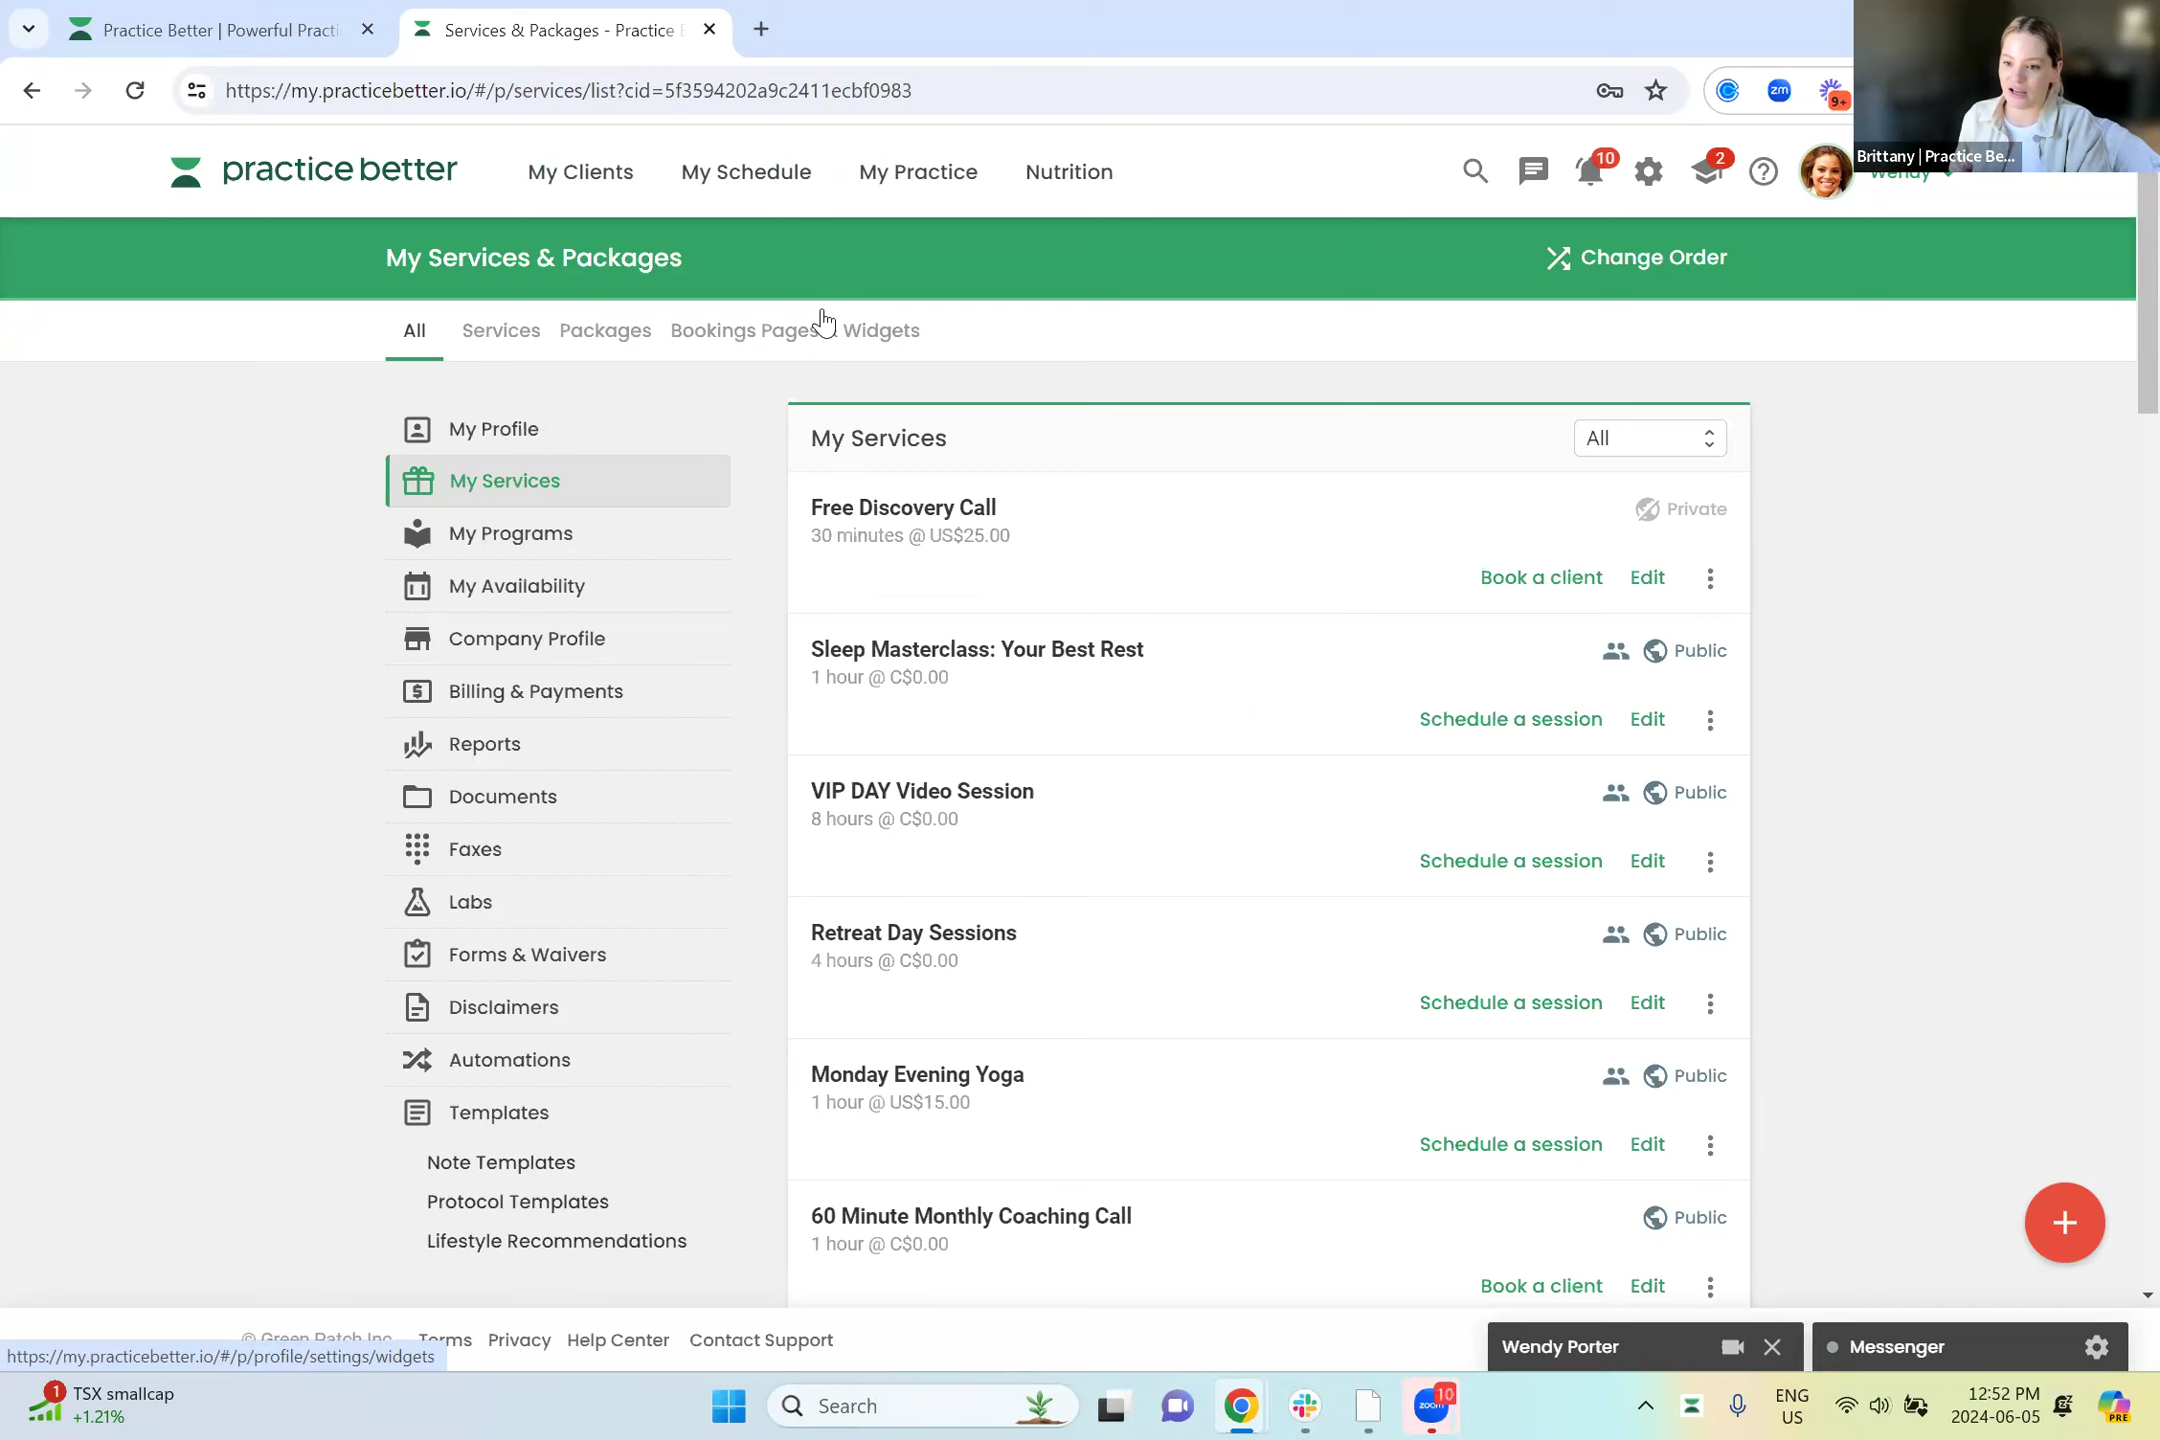 Practice Better | Powerful Practi
Services & Packages - Practice B
https://my.practicebetter.io/#/p/services/list?cid=5f3594202a9c2411ecbf0983
9+
practice better
My Clients
My Schedule
My Practice
Nutrition
10
2
Wendy
Brittany | Practice Be...
My Services & Packages
Change Order
All
Services
Packages
Bookings Pages
Widgets
My Profile
My Services
My Programs
My Availability
Company Profile
Billing & Payments
Reports
Documents
Faxes
Labs
Forms & Waivers
Disclaimers
Automations
Templates
Note Templates
Protocol Templates
Lifestyle Recommendations
My Services
All
Free Discovery Call
Private
30 minutes @ US$25.00
Book a client Edit
Sleep Masterclass: Your Best Rest
Public
1 hour @ C$0.00
Schedule a session Edit
VIP DAY Video Session
Public
8 hours @ C$0.00
Schedule a session Edit
Retreat Day Sessions
Public
4 hours @ C$0.00
Schedule a session Edit
Monday Evening Yoga
Public
1 hour @ US$15.00
Schedule a session Edit
60 Minute Monthly Coaching Call
Public
1 hour @ C$0.00
Book a client Edit
+
© Green Patch Inc.
Terms
Privacy
Help Center
Contact Support
Wendy Porter
Messenger
https://my.practicebetter.io/#/p/profile/settings/widgets
1
TSX smallcap
+1.21%
Search
zoom
10
ENG
US
12:52 PM
2024-06-05
PRE